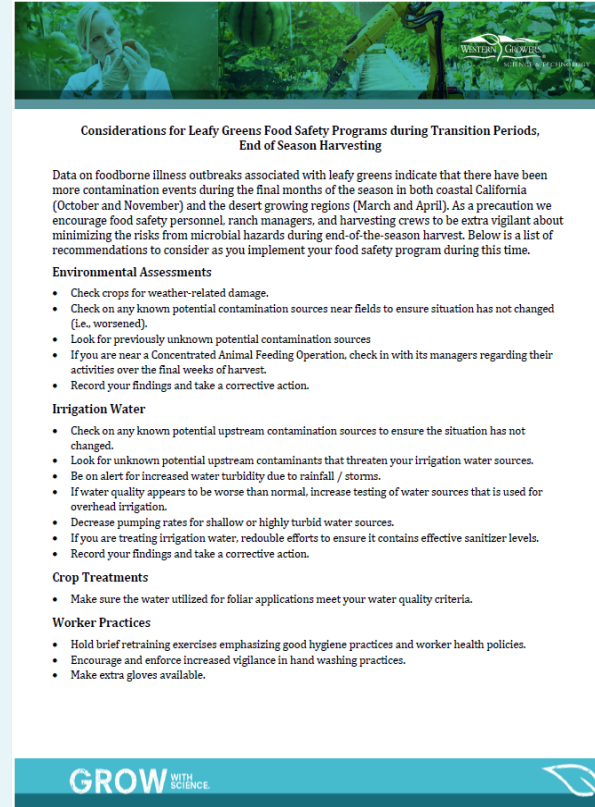 WESTERN GROWERS
SCIENCE & TECHNOLOGY
Considerations for Leafy Greens Food Safety Programs during Transition Periods,
End of Season Harvesting
Data on foodborne illness outbreaks associated with leafy greens indicate that there have been
more contamination events during the final months of the season in both coastal California
(October and November) and the desert growing regions (March and April). As a precaution we
encourage food safety personnel, ranch managers, and harvesting crews to be extra vigilant about
minimizing the risks from microbial hazards during end-of-the-season harvest. Below is a list of
recommendations to consider as you implement your food safety program during this time.
Environmental Assessments
• Check crops for weather-related damage.
• Check on any known potential contamination sources near fields to ensure situation has not changed
(i.e., worsened).
• Look for previously unknown potential contamination sources
• If you are near a Concentrated Animal Feeding Operation, check in with its managers regarding their
activities over the final weeks of harvest.
• Record your findings and take a corrective action.
Irrigation Water
• Check on any known potential upstream contamination sources to ensure the situation has not
changed.
• Look for unknown potential upstream contaminants that threaten your irrigation water sources.
• Be on alert for increased water turbidity due to rainfall / storms.
• If water quality appears to be worse than normal, increase testing of water sources that is used for
overhead irrigation.
• Decrease pumping rates for shallow or highly turbid water sources.
• If you are treating irrigation water, redouble efforts to ensure it contains effective sanitizer levels.
• Record your findings and take a corrective action.
Crop Treatments
• Make sure the water utilized for foliar applications meet your water quality criteria.
Worker Practices
• Hold brief retraining exercises emphasizing good hygiene practices and worker health policies.
• Encourage and enforce increased vigilance in hand washing practices.
• Make extra gloves available.
GROW WITH SCIENCE.